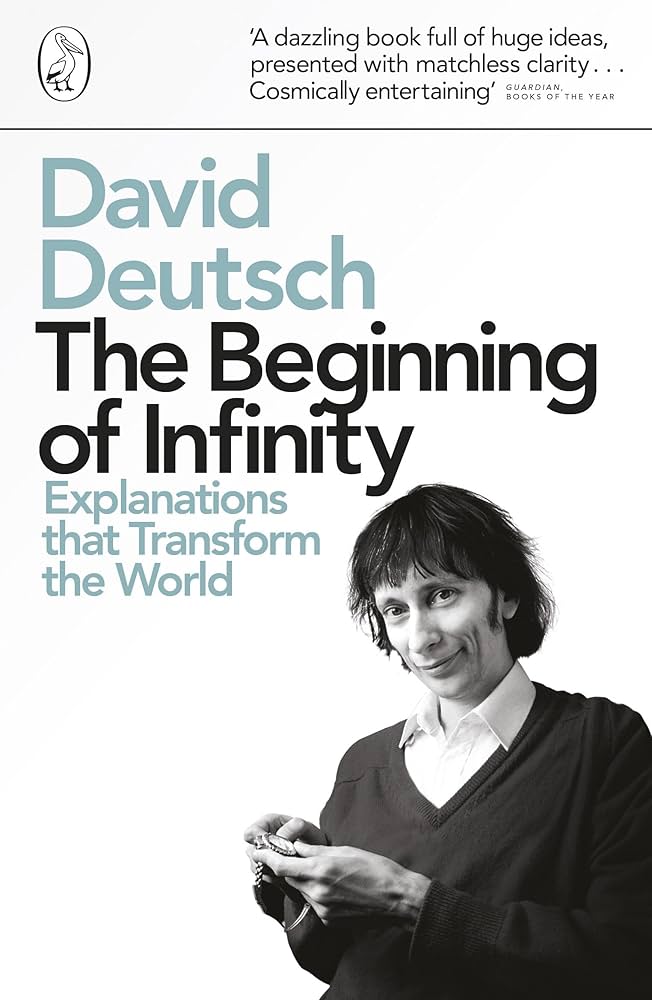 ‘A dazzling book full of huge ideas,
presented with matchless clarity . . .
Cosmically entertaining’ GUARDIAN,
BOOKS OF THE YEAR
David
Deutsch
The Beginning
of Infinity
Explanations
that Transform
the World